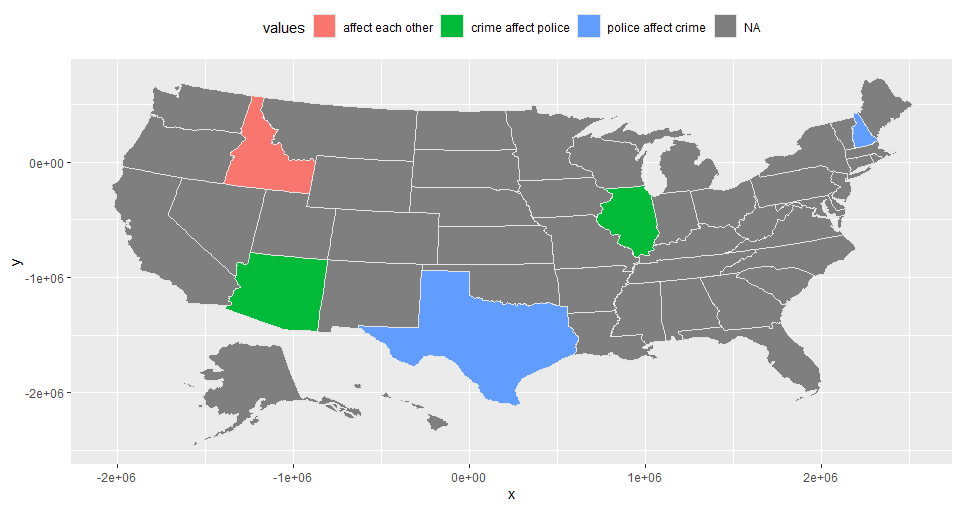 values affect each other crime affect police police affect crime NA
y
0e+00
-1e+06
-2e+06
-2e+06 -1e+06 0e+00 1e+06 2e+06
x